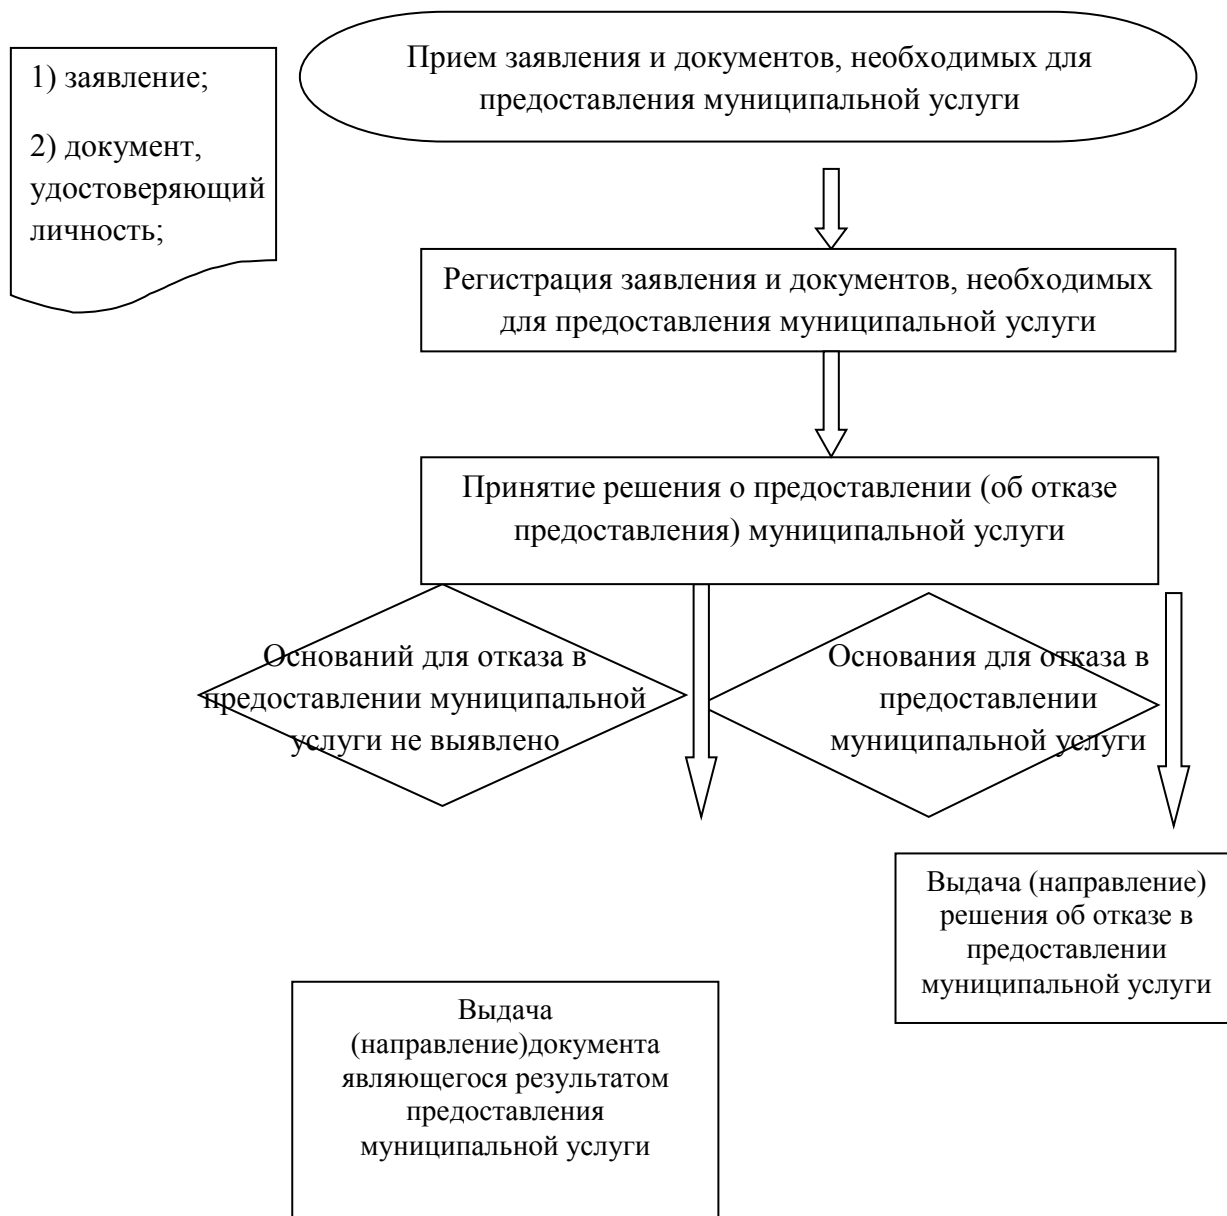 1) заявление;
2) документ,
удостоверяющий
личность;
Прием заявления и документов, необходимых для
предоставления муниципальной услуги
Регистрация заявления и документов, необходимых
для предоставления муниципальной услуги
Принятие решения о предоставлении (об отказе
предоставления) муниципальной услуги
Оснований для отказа в
предоставлении муниципальной
услуги не выявлено
Основания для отказа в
предоставлении
муниципальной услуги
Выдача (направление)
решения об отказе в
предоставлении
муниципальной услуги
Выдача
(направление)документа
являющегося результатом
предоставления
муниципальной услуги